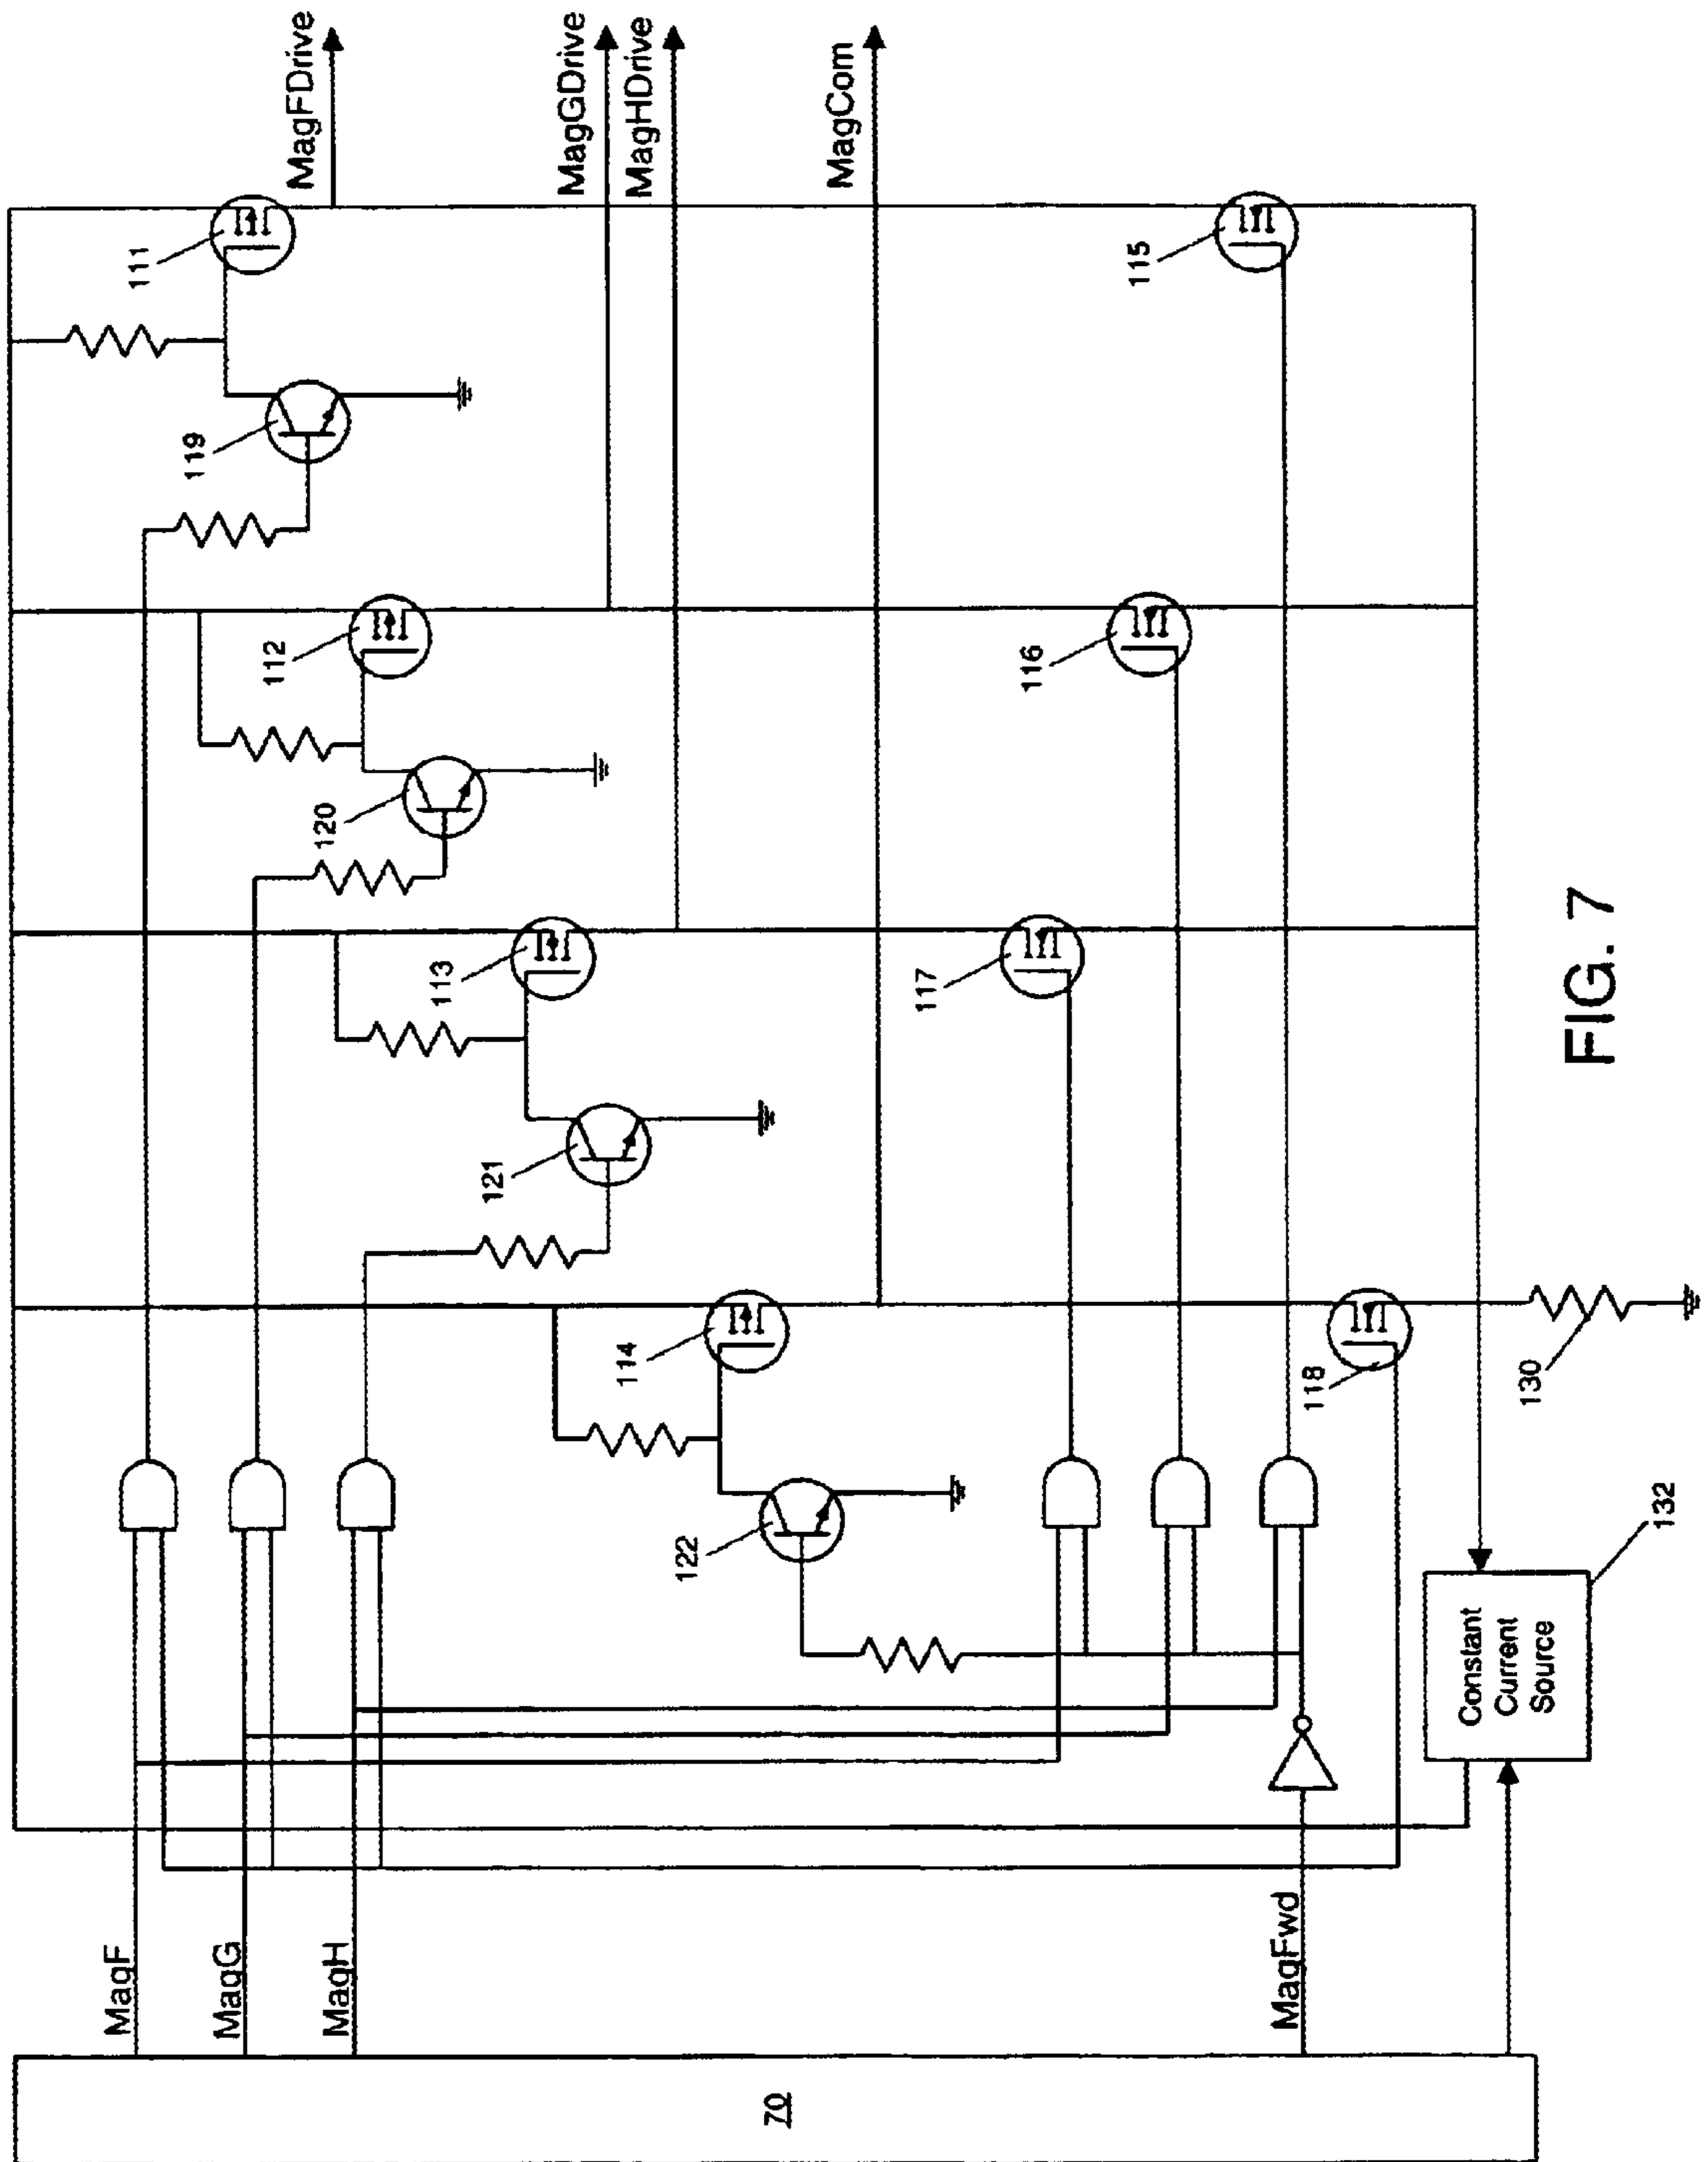 MagFDrive
MagGDrive
MagHDrive
MagCom
111
119
112
120
113
121
114
122
115
116
117
118
130
132
MagF
MagG
MagH
MagFwd
70
Constant
Current
Source
FIG. 7